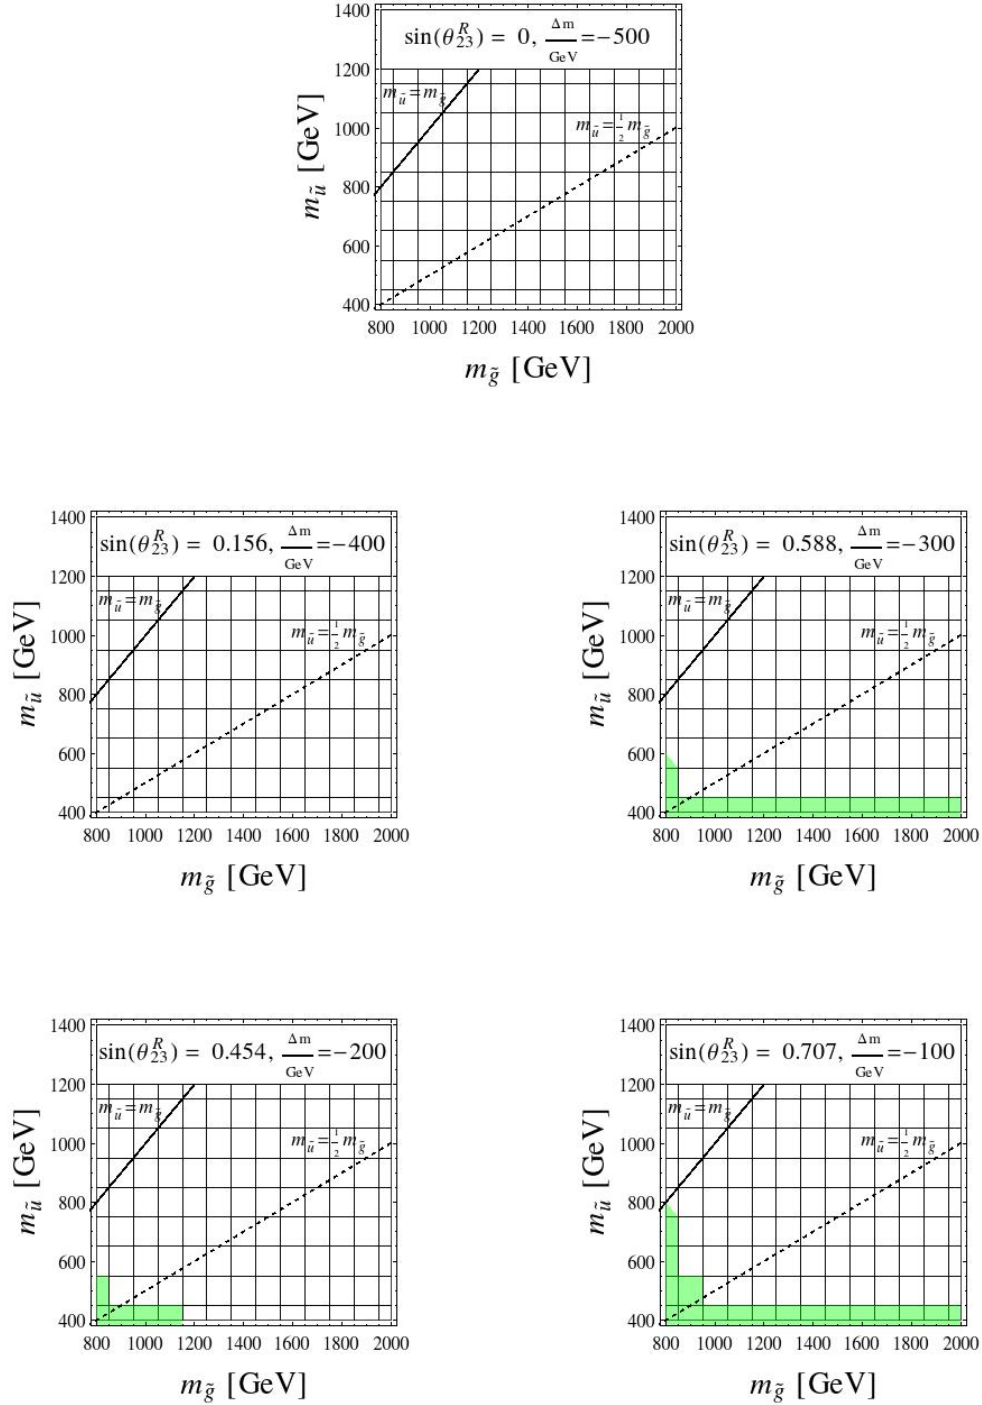 sin(θ^R_23) = 0, Δm/GeV=−500
1400
1200
1000
800
600
400
m_ũ [GeV]
m_ũ=m_g̃
m_ũ=1/2 m_g̃
800 1000 1200 1400 1600 1800 2000
m_g̃ [GeV]
sin(θ^R_23) = 0.156, Δm/GeV=−400
1400
1200
1000
800
600
400
m_ũ [GeV]
m_ũ=m_g̃
m_ũ=1/2 m_g̃
800 1000 1200 1400 1600 1800 2000
m_g̃ [GeV]
sin(θ^R_23) = 0.588, Δm/GeV=−300
1400
1200
1000
800
600
400
m_ũ [GeV]
m_ũ=m_g̃
m_ũ=1/2 m_g̃
800 1000 1200 1400 1600 1800 2000
m_g̃ [GeV]
sin(θ^R_23) = 0.454, Δm/GeV=−200
1400
1200
1000
800
600
400
m_ũ [GeV]
m_ũ=m_g̃
m_ũ=1/2 m_g̃
800 1000 1200 1400 1600 1800 2000
m_g̃ [GeV]
sin(θ^R_23) = 0.707, Δm/GeV=−100
1400
1200
1000
800
600
400
m_ũ [GeV]
m_ũ=m_g̃
m_ũ=1/2 m_g̃
800 1000 1200 1400 1600 1800 2000
m_g̃ [GeV]